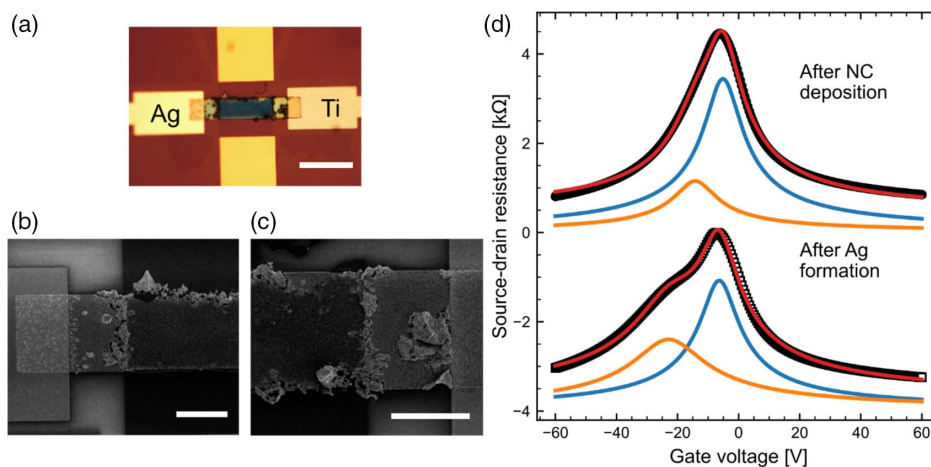 (a)
Ag
Ti
(b)
(c)
(d)
Source-drain resistance [kΩ]
4
2
0
−2
−4
After NC
deposition
After Ag
formation
−60
−40
−20
0
20
40
60
Gate voltage [V]